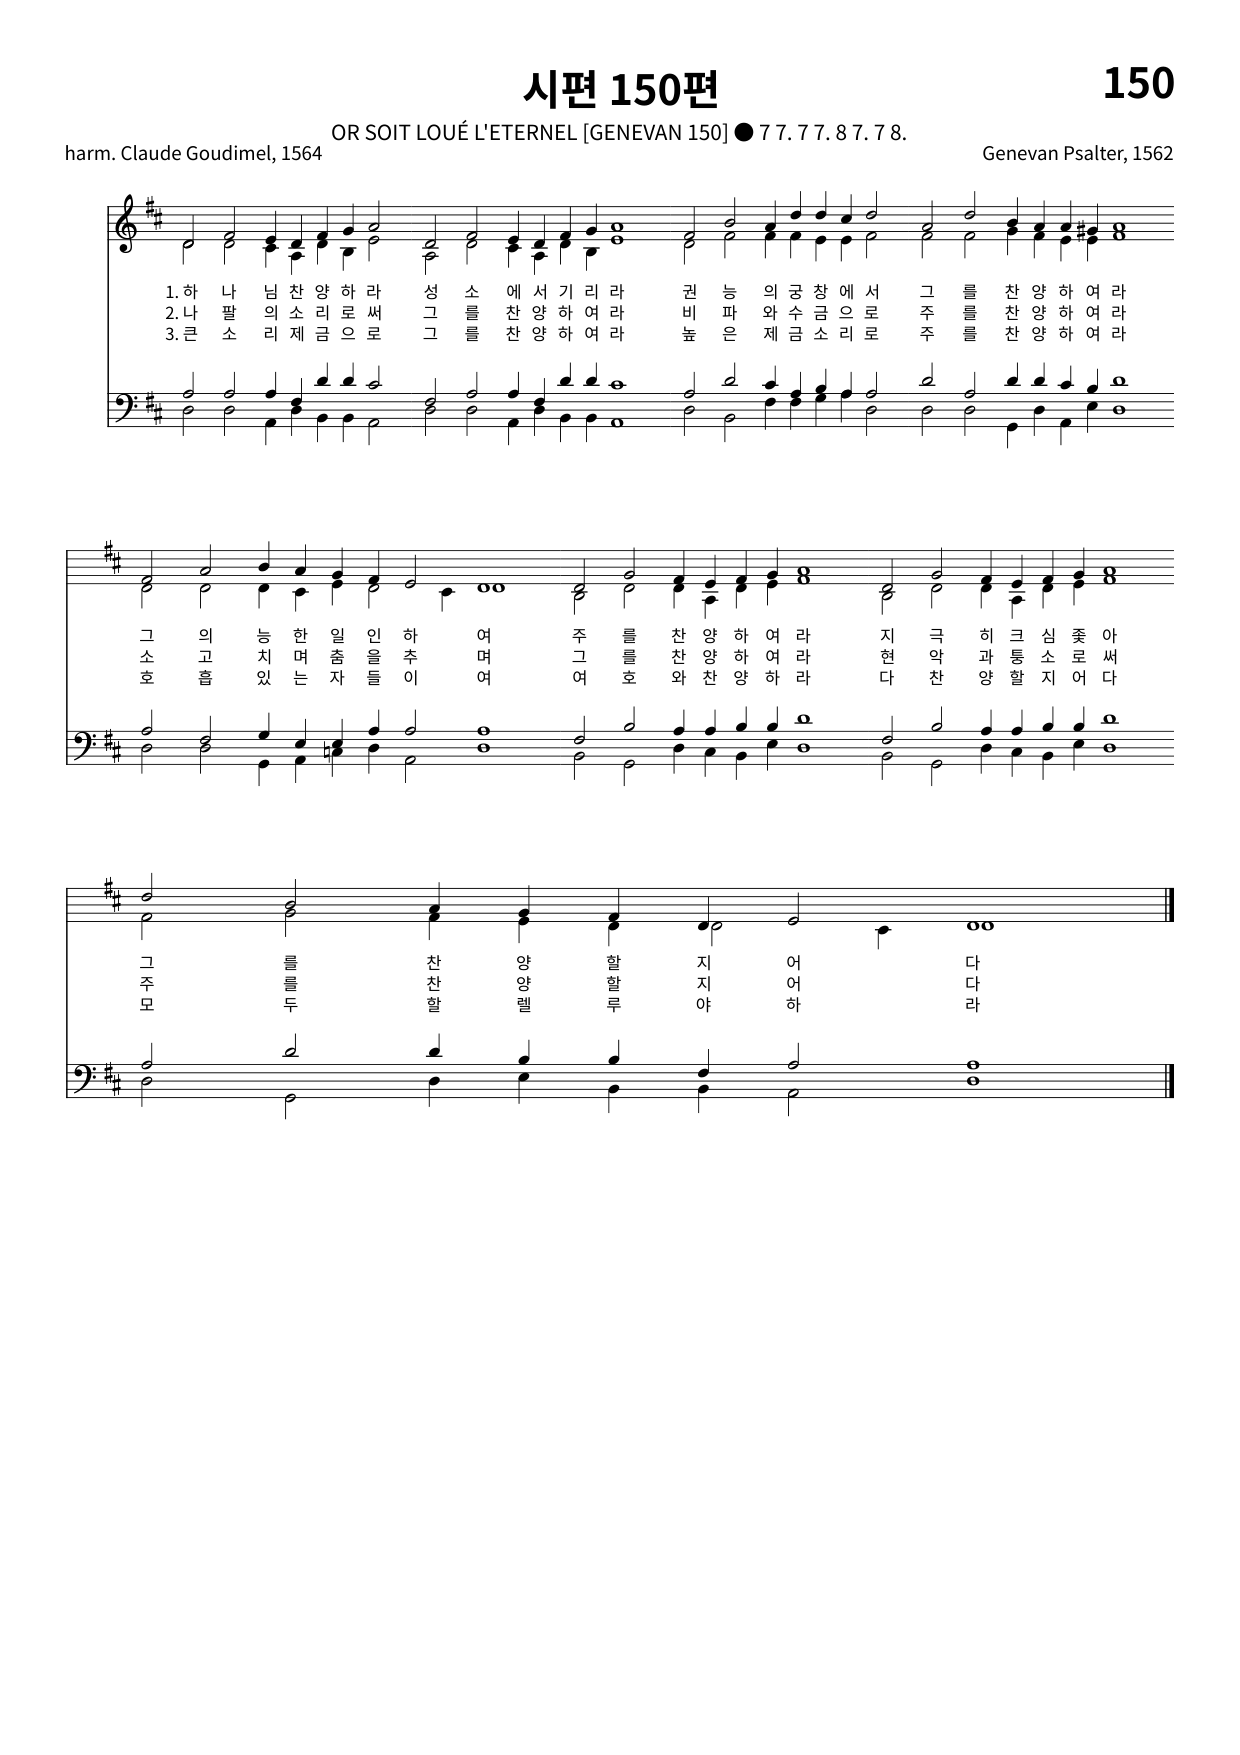 시편 150편
150
OR SOIT LOUÉ L'ETERNEL [GENEVAN 150] ● 7 7. 7 7. 8 7. 7 8.
harm. Claude Goudimel, 1564
Genevan Psalter, 1562
1. 하 나 님 찬 양 하 라 성 소 에 서 기 리 라 권 능 의 궁 창 에 서 그 를 찬 양 하 여 라
2. 나 팔 의 소 리 로 써 그 를 찬 양 하 여 라 비 파 와 수 금 으 로 주 를 찬 양 하 여 라
3. 큰 소 리 제 금 으 로 그 를 찬 양 하 여 라 높 은 제 금 소 리 로 주 를 찬 양 하 여 라
그 의 능 한 일 인 하 여 주 를 찬 양 하 여 라 지 극 히 크 심 좇 아
소 고 치 며 춤 을 추 며 그 를 찬 양 하 여 라 현 악 과 퉁 소 로 써
호 흡 있 는 자 들 이 여 여 호 와 찬 양 하 라 다 찬 양 할 지 어 다
그 를 찬 양 할 지 어 다
주 를 찬 양 할 지 어 다
모 두 할 렐 루 야 하 라